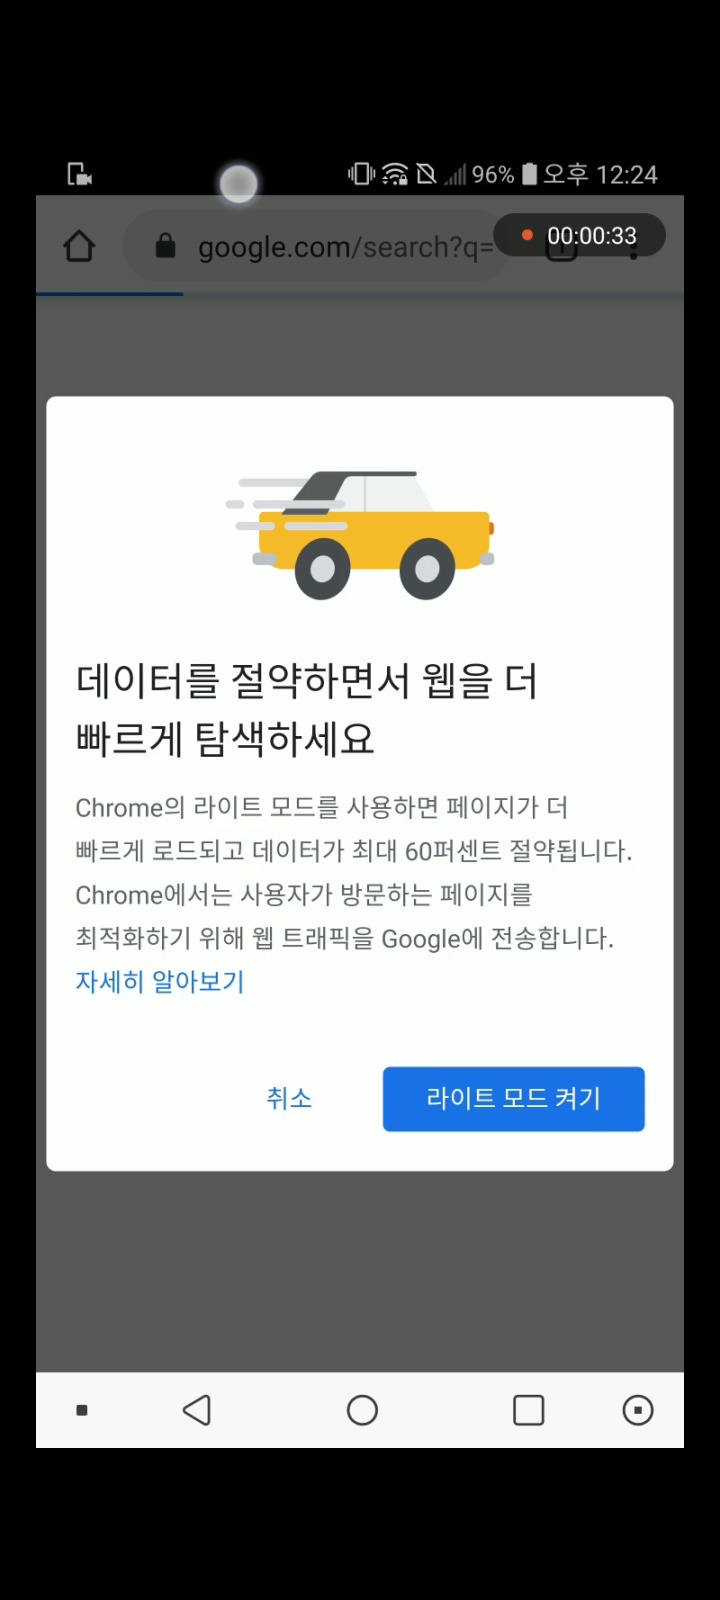 96% 오후 12:24
google.com/search?q=
00:00:33
데이터를 절약하면서 웹을 더
빠르게 탐색하세요
Chrome의 라이트 모드를 사용하면 페이지가 더
빠르게 로드되고 데이터가 최대 60퍼센트 절약됩니다.
Chrome에서는 사용자가 방문하는 페이지를
최적화하기 위해 웹 트래픽을 Google에 전송합니다.
자세히 알아보기
취소
라이트 모드 켜기